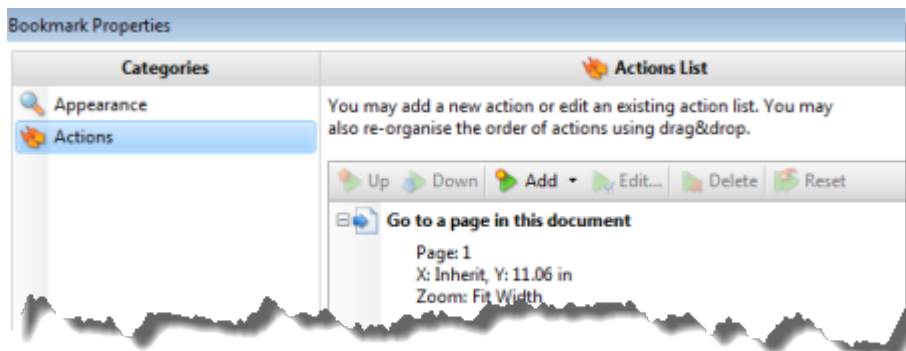 Bookmark Properties
Categories
Actions List
Appearance
Actions
You may add a new action or edit an existing action list. You may
also re-organise the order of actions using drag&drop.
Up Down Add Edit... Delete Reset
Go to a page in this document
Page: 1
X: Inherit, Y: 11.06 in
Zoom: Fit Width